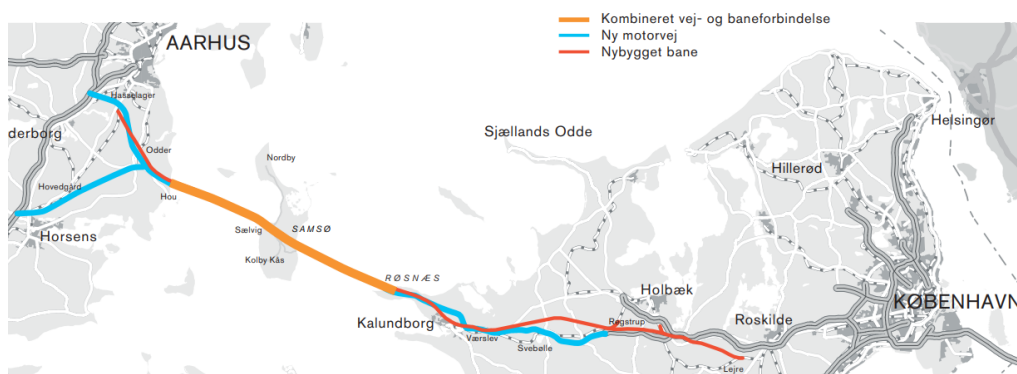 Kombineret vej- og baneforbindelse
Ny motorvej
Nybygget bane
AARHUS
Hasselager
derborg
Odder
Hovedgård
Hou
Horsens
Nordby
Sælvig
SAMSØ
Kolby Kås
RØSNÆS
Kalundborg
Værslev
Svebølle
Sjællands Odde
Regstrup
Holbæk
Roskilde
Lejre
Hillerød
Helsingør
KØBENHAVN